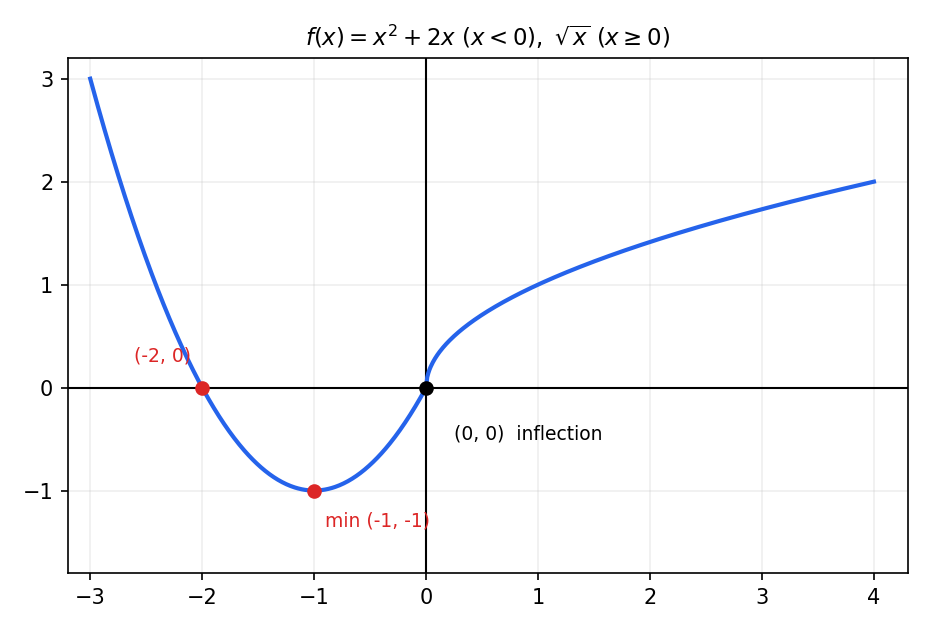 f(x) = x² + 2x (x < 0), √x (x ≥ 0)
3
2
1
(-2, 0)
0
(0, 0)  inflection
−1
min (-1, -1)
−3 −2 −1 0 1 2 3 4